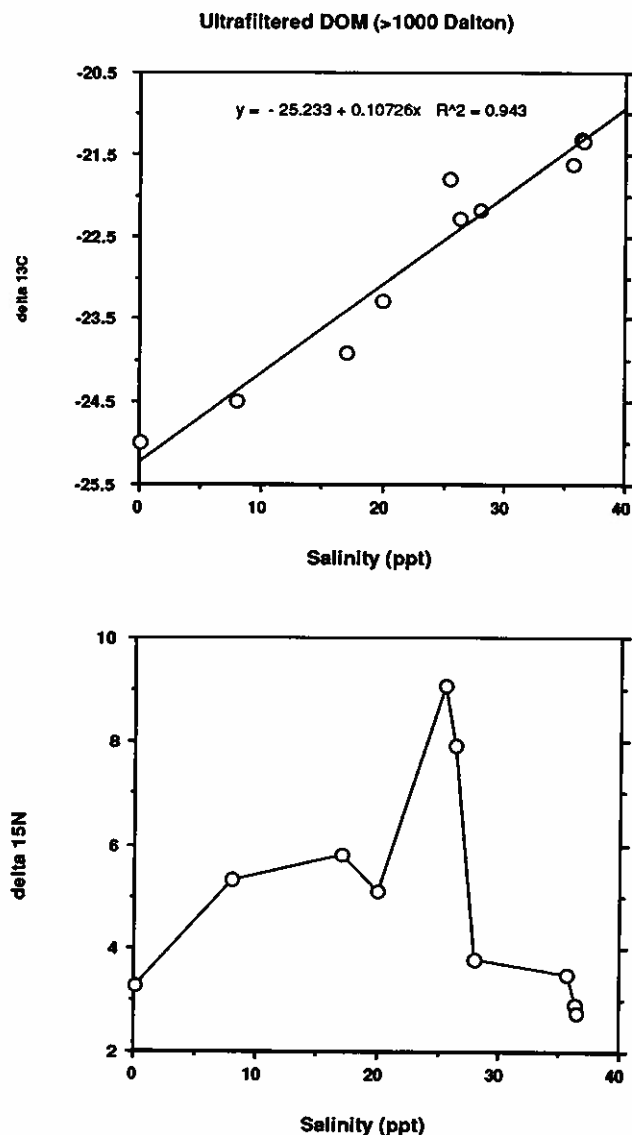 Ultrafiltered DOM (>1000 Dalton)
-20.5
y = - 25.233 + 0.10726x R^2 = 0.943
-21.5
-22.5
delta 13C
-23.5
-24.5
-25.5
0 10 20 30 40
Salinity (ppt)
10
8
delta 15N
6
4
2
0 10 20 30 40
Salinity (ppt)